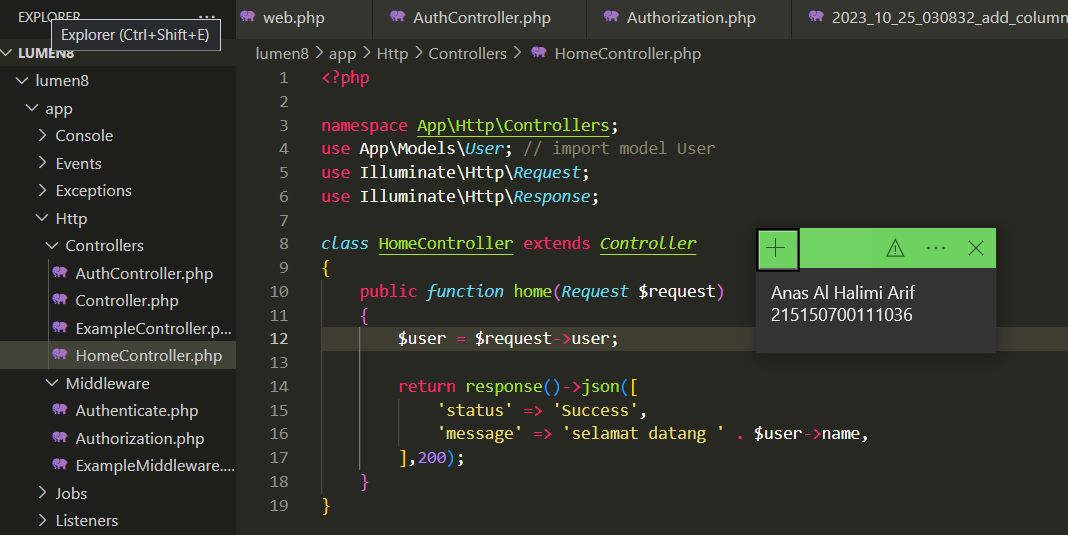 EXPLORER ...
Explorer (Ctrl+Shift+E)
LUMEN8
lumen8
app
Console
Events
Exceptions
Http
Controllers
AuthController.php
Controller.php
ExampleController.p...
HomeController.php
Middleware
Authenticate.php
Authorization.php
ExampleMiddleware....
Jobs
Listeners
web.php AuthController.php Authorization.php 2023_10_25_030832_add_column
lumen8 > app > Http > Controllers > HomeController.php
1 <?php
2
3 namespace App\Http\Controllers;
4 use App\Models\User; // import model User
5 use Illuminate\Http\Request;
6 use Illuminate\Http\Response;
7
8 class HomeController extends Controller
9 {
10 public function home(Request $request)
11 {
12 $user = $request->user;
13
14 return response()->json([
15 'status' => 'Success',
16 'message' => 'selamat datang ' . $user->name,
17 ],200);
18 }
19 }
Anas Al Halimi Arif
215150700111036